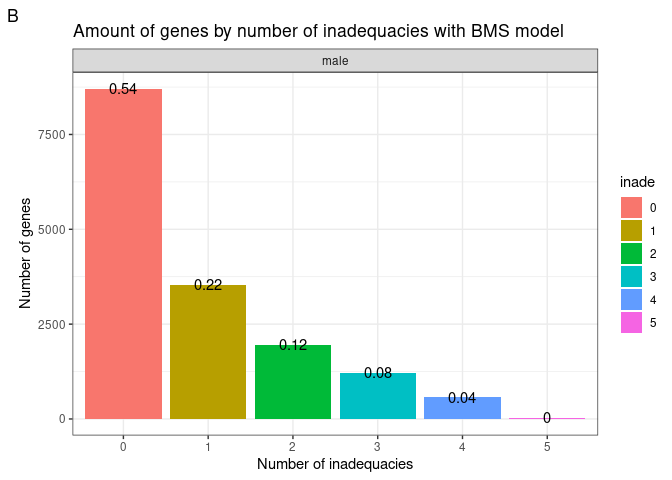 B
Amount of genes by number of inadequacies with BMS model
male
0.54
0.22
0.12
0.08
0.04
0
7500
5000
2500
0
Number of genes
0 1 2 3 4 5
Number of inadequacies
inade
0
1
2
3
4
5